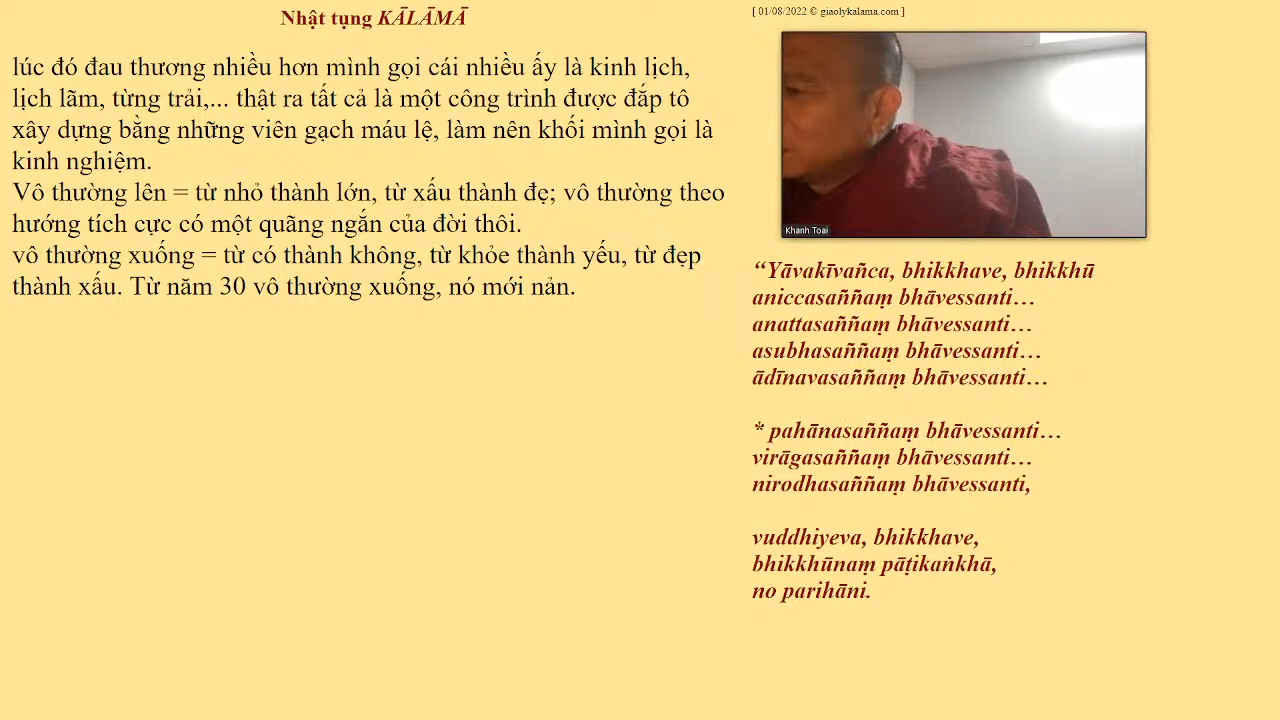 Nhật tụng KĀLĀMĀ
lúc đó đau thương nhiều hơn mình gọi cái nhiều ấy là kinh lịch,
lịch lãm, từng trải,... thật ra tất cả là một công trình được đắp tô
xây dựng bằng những viên gạch máu lệ, làm nên khối mình gọi là
kinh nghiệm.
Vô thường lên = từ nhỏ thành lớn, từ xấu thành đẹ; vô thường theo
hướng tích cực có một quãng ngắn của đời thôi.
vô thường xuống = từ có thành không, từ khỏe thành yếu, từ đẹp
thành xấu. Từ năm 30 vô thường xuống, nó mới nản.
[ 01/08/2022 © giaolykalama.com ]
Khanh Toai
“Yāvakīvañca, bhikkhave, bhikkhū
aniccasaññaṃ bhāvessanti…
anattasaññaṃ bhāvessanti…
asubhasaññaṃ bhāvessanti…
ādīnavasaññaṃ bhāvessanti…
* pahānasaññaṃ bhāvessanti…
virāgasaññaṃ bhāvessanti…
nirodhasaññaṃ bhāvessanti,
vuddhiyeva, bhikkhave,
bhikkhūnaṃ pāṭikaṅkhā,
no parihāni.